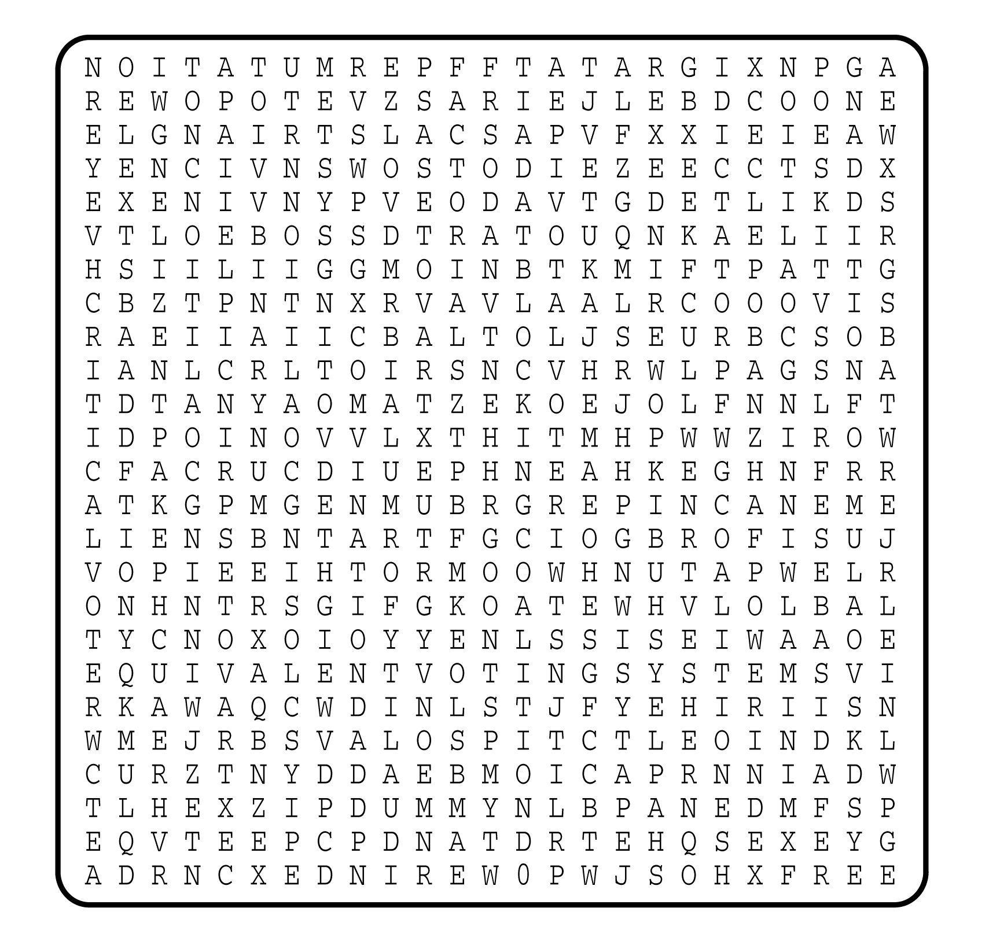 N O I T A T U M R E P F F T A T A R G I X N P G A
R E W O P O T E V Z S A R I E J L E B D C O O N E
E L G N A I R T S L A C S A P V F X X I E I E A W
Y E N C I V N S W O S T O D I E Z E E C C T S D X
E X E N I V N Y P V E O D A V T G D E T L I K D S
V T L O E B O S S D T R A T O U Q N K A E L I I R
H S I I L I I G G M O I N B T K M I F T P A T T G
C B Z T P N T N X R V A V L A A L R C O O O V I S
R A E I I A I I C B A L T O L J S E U R B C S O B
I A N L C R L T O I R S N C V H R W L P A G S N A
T D T A N Y A O M A T Z E K O E J O L F N N L F T
I D P O I N O V V L X T H I T M H P W W Z I R O W
C F A C R U C D I U E P H N E A H K E G H N F R R
A T K G P M G E N M U B R G R E P I N C A N E M E
L I E N S B N T A R T F G C I O G B R O F I S U J
V O P I E E I H T O R M O O W H N U T A P W E L R
O N H N T R S G I F G K O A T E W H V L O L B A L
T Y C N O X O I O Y Y E N L S S I S E I W A A O E
E Q U I V A L E N T V O T I N G S Y S T E M S V I
R K A W A Q C W D I N L S T J F Y E H I R I I S N
W M E J R B S V A L O S P I T C T L E O I N D K L
C U R Z T N Y D D A E B M O I C A P R N N I A D W
T L H E X Z I P D U M M Y N L B P A N E D M F S P
E Q V T E E P C P D N A T D R T E H Q S E X E Y G
A D R N C X E D N I R E W 0 P W J S O H X F R E E